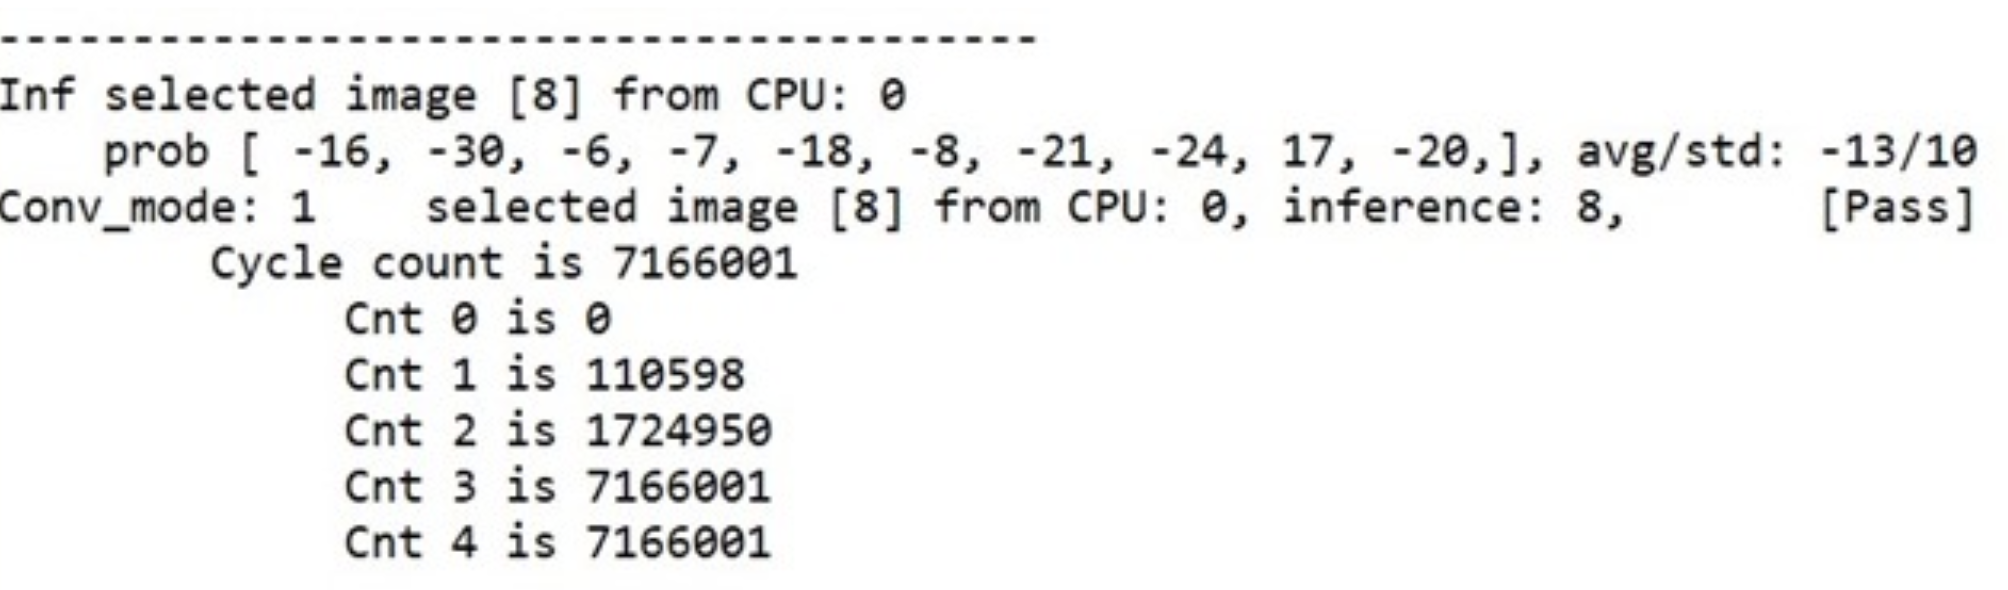 ---------------------------------------
Inf selected image [8] from CPU: 0
    prob [ -16, -30, -6, -7, -18, -8, -21, -24, 17, -20,], avg/std: -13/10
Conv_mode: 1    selected image [8] from CPU: 0, inference: 8,       [Pass]
        Cycle count is 7166001
             Cnt 0 is 0
             Cnt 1 is 110598
             Cnt 2 is 1724950
             Cnt 3 is 7166001
             Cnt 4 is 7166001